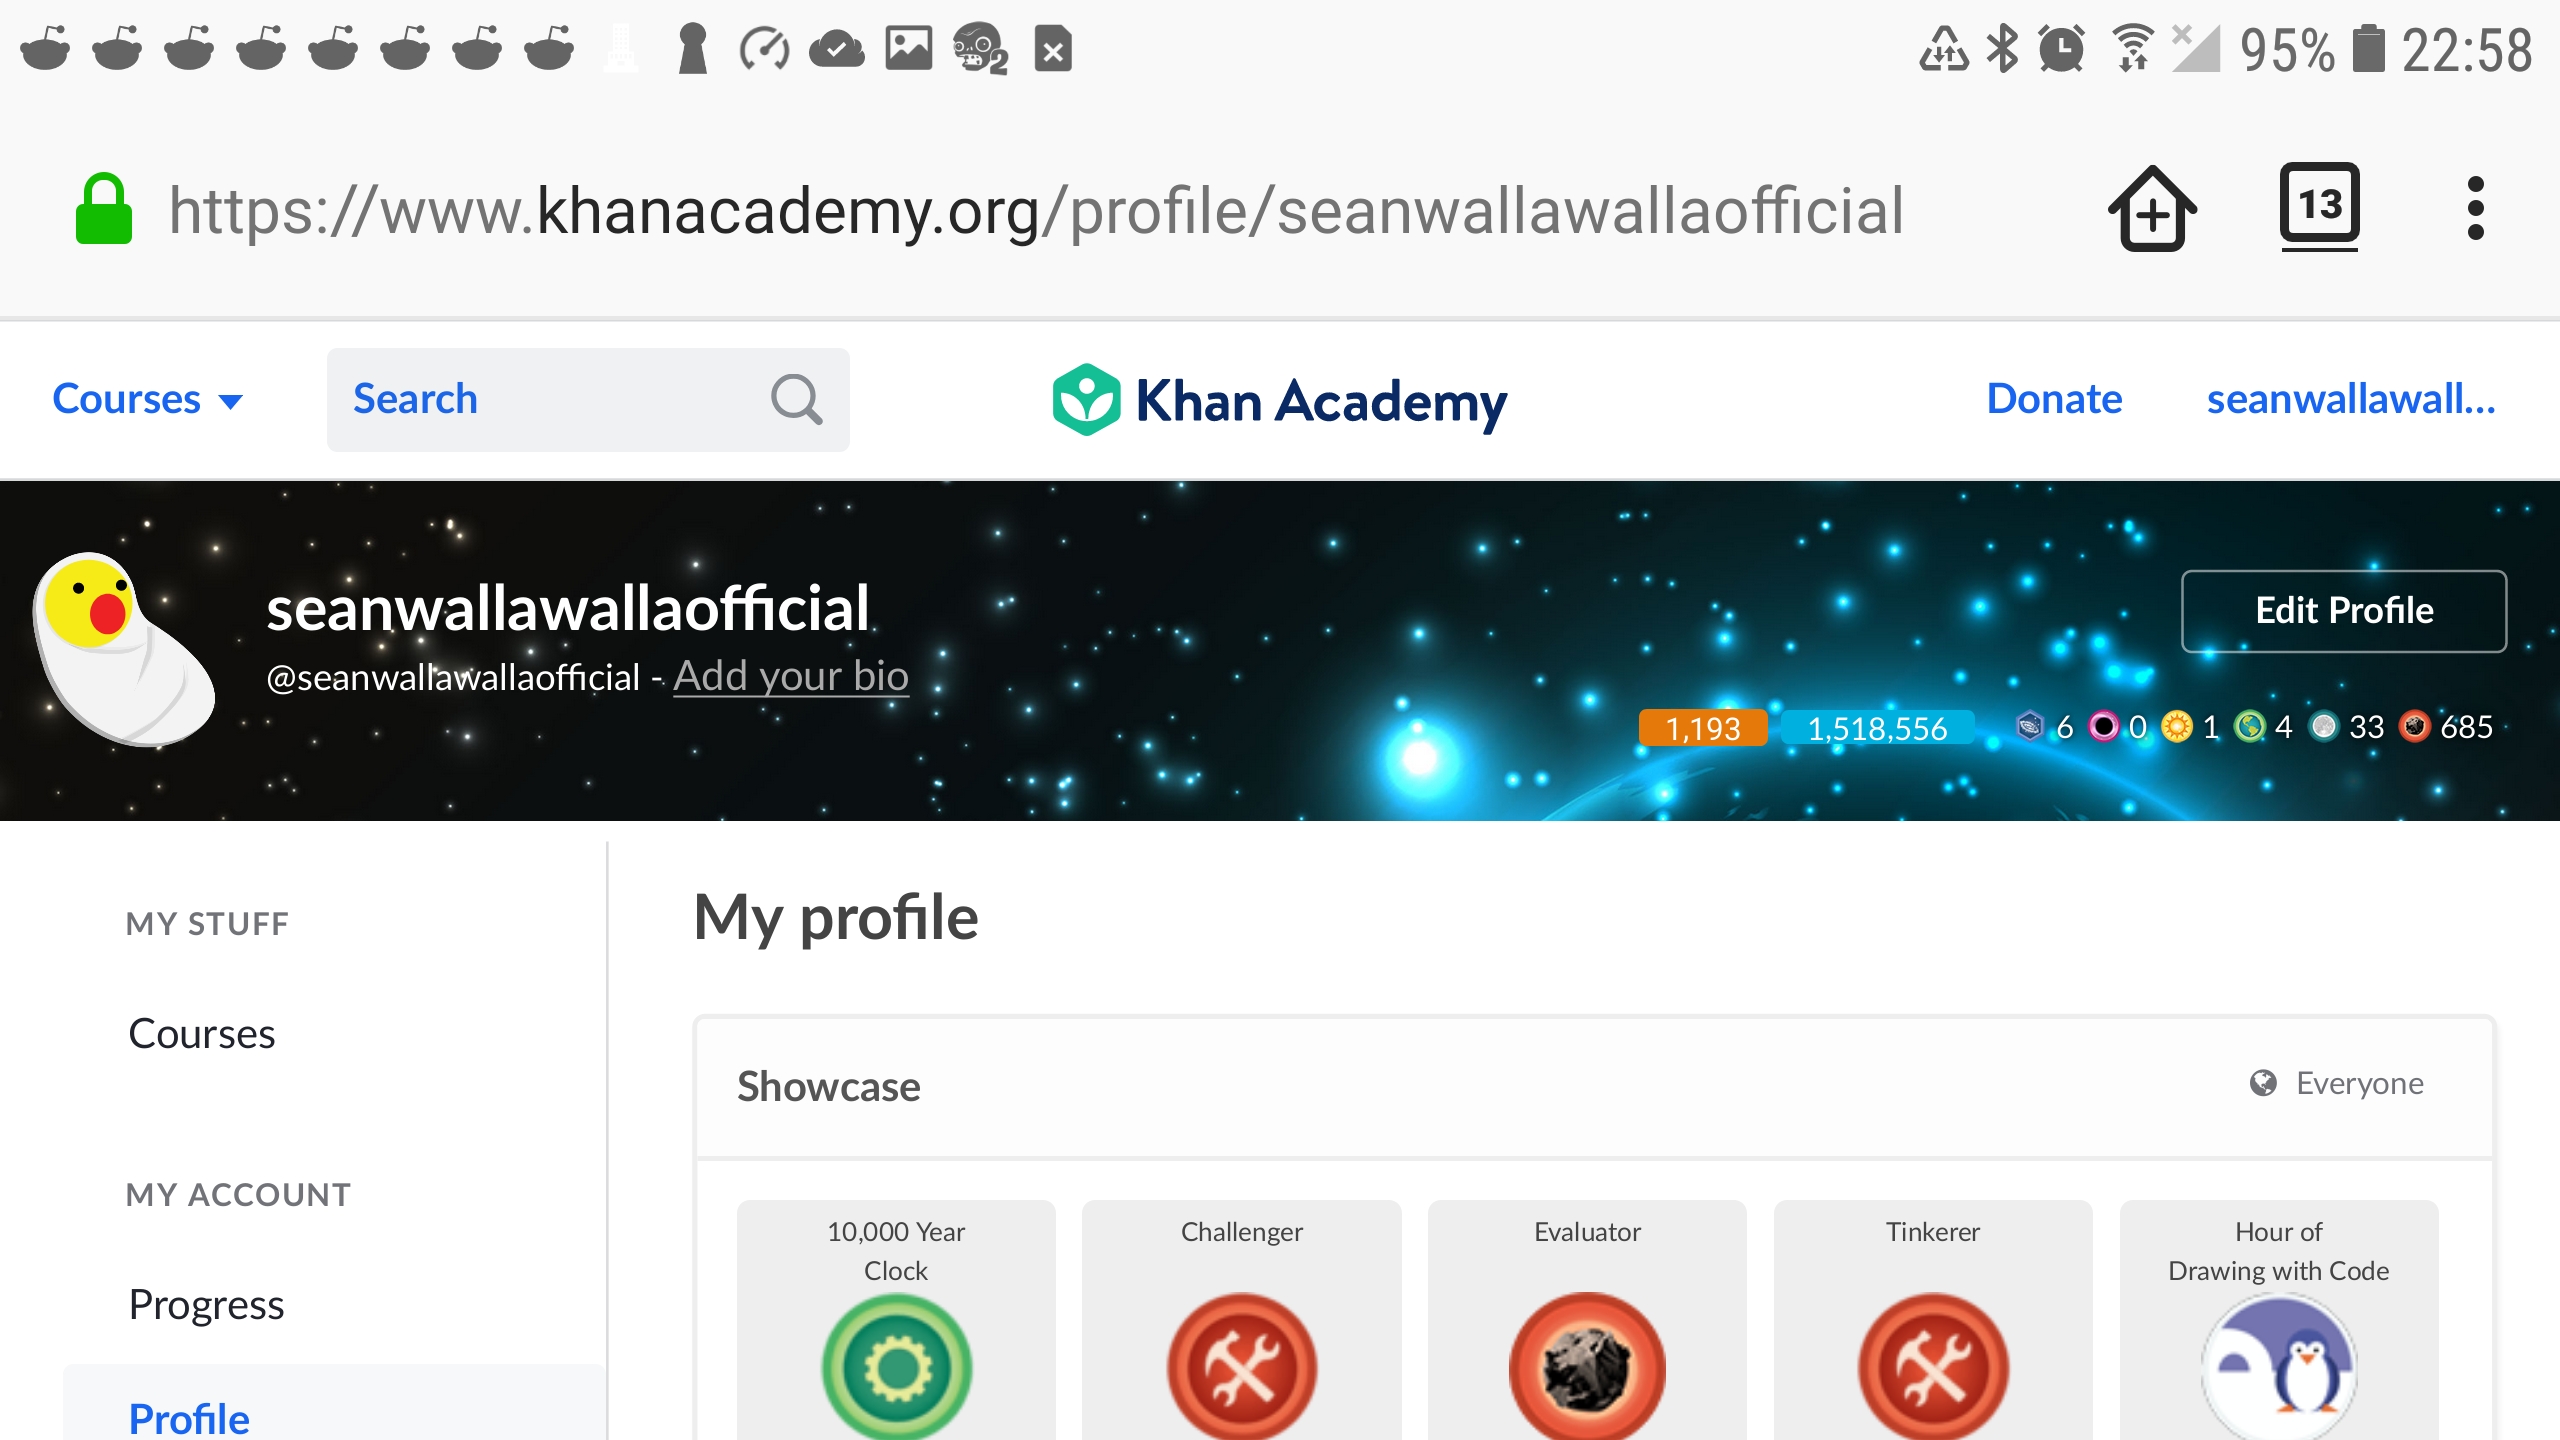 2 95% 22:58
https://www.khanacademy.org/profile/seanwallawallaofficial 13
Courses Search Khan Academy Donate seanwallawall...
seanwallawallaofficial Edit Profile
@seanwallawallaofficial - Add your bio
1,193 1,518,556 6 0 1 4 33 685
My profile
MY STUFF
Courses
MY ACCOUNT
Progress
Profile
Showcase Everyone
10,000 Year
Clock
Challenger
Evaluator
Tinkerer
Hour of
Drawing with Code